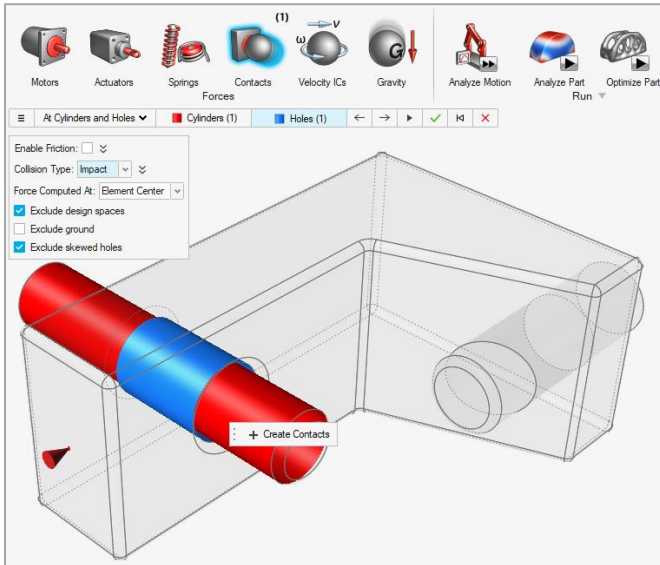 (1)
V
ω
G
Motors Actuators Springs Contacts Velocity ICs Gravity Analyze Motion Analyze Part Optimize Part
Forces Run
At Cylinders and Holes Cylinders (1) Holes (1)
Enable Friction:
Collision Type: Impact
Force Computed At: Element Center
Exclude design spaces
Exclude ground
Exclude skewed holes
+ Create Contacts